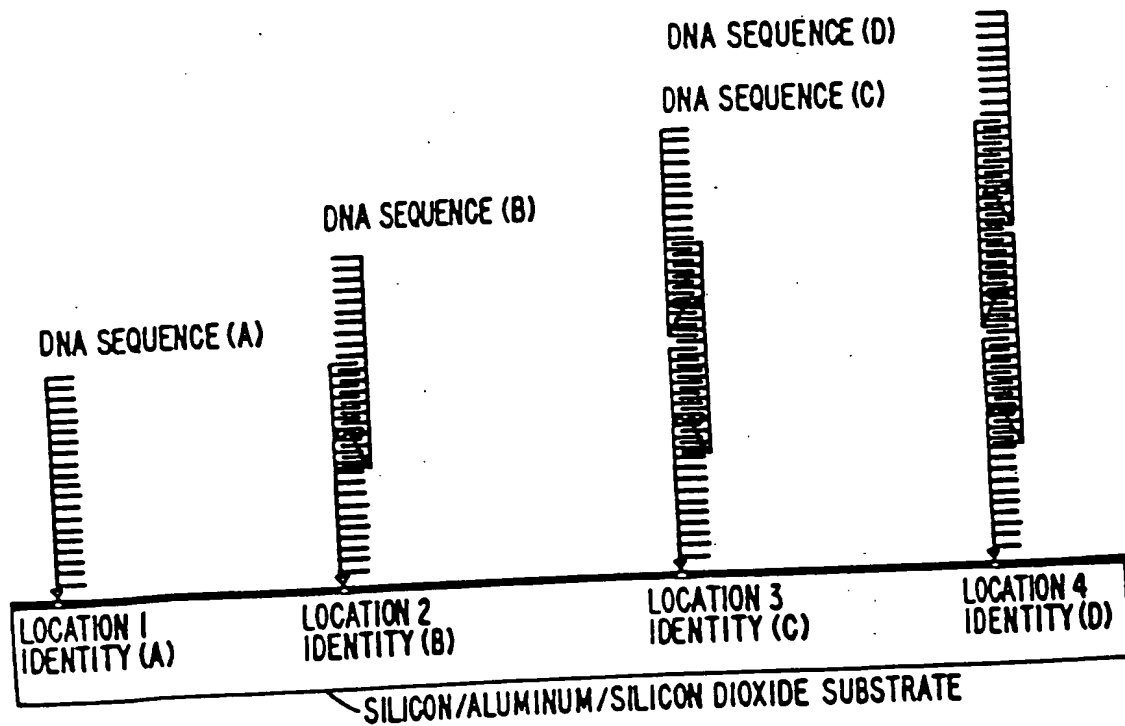 DNA SEQUENCE (D)
DNA SEQUENCE (C)
DNA SEQUENCE (B)
DNA SEQUENCE (A)
LOCATION 1
IDENTITY (A)
LOCATION 2
IDENTITY (B)
LOCATION 3
IDENTITY (C)
LOCATION 4
IDENTITY (D)
SILICON/ALUMINUM/SILICON DIOXIDE SUBSTRATE